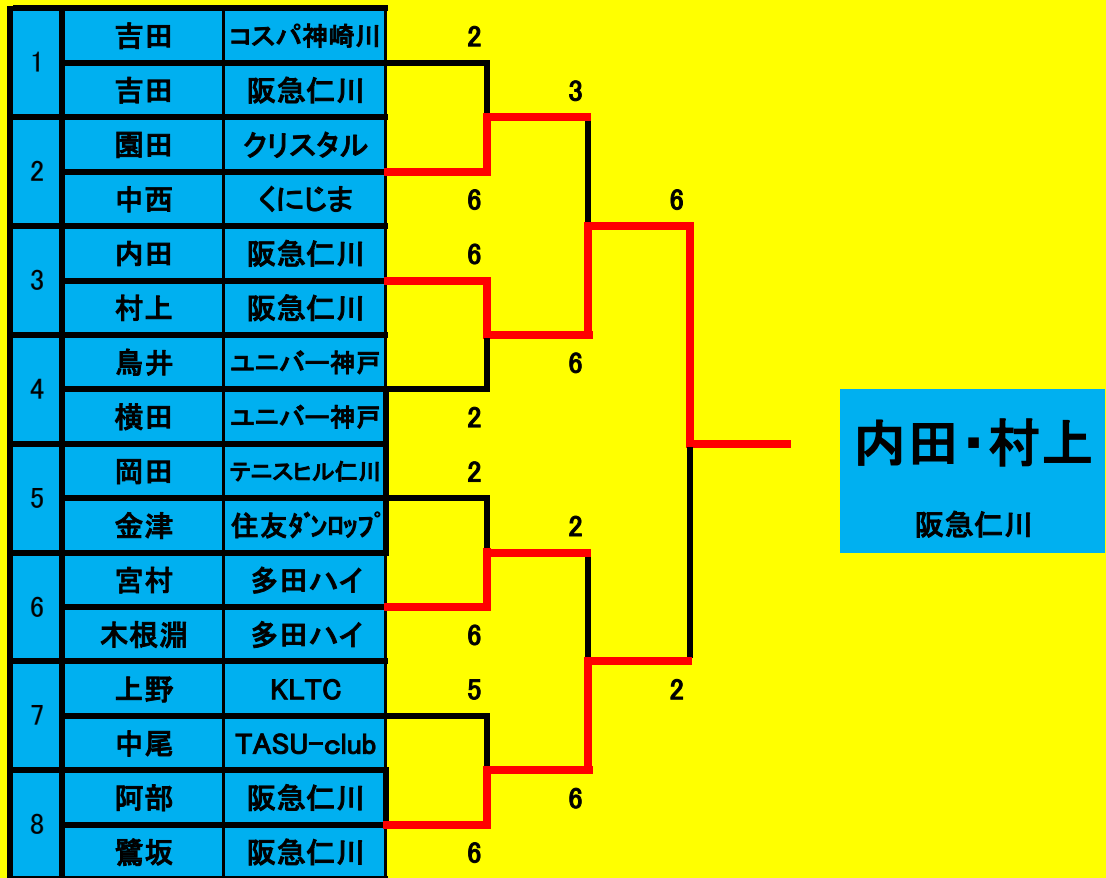 1
吉田 コスパ神崎川 2
吉田 阪急仁川 3
2
園田 クリスタル
中西 くにじま 6 6
3
内田 阪急仁川 6
村上 阪急仁川
4
鳥井 ユニバー神戸 6
横田 ユニバー神戸 2
5
岡田 テニスヒル仁川 2
金津 住友ダンロップ 2
6
宮村 多田ハイ
木根淵 多田ハイ 6
7
上野 KLTC 5 2
中尾 TASU-club
8
阿部 阪急仁川 6
鷺坂 阪急仁川 6
内田・村上
阪急仁川